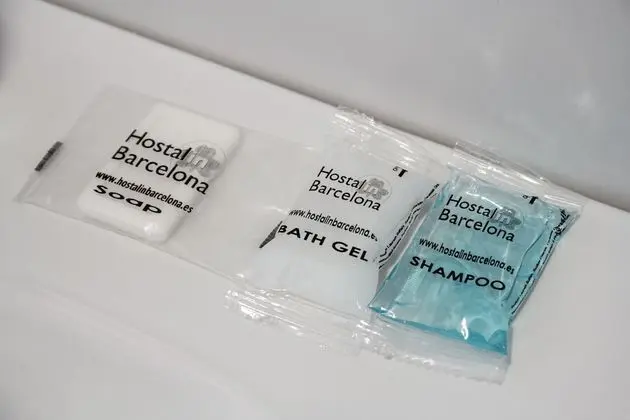 Hostal in
Barcelona
www.hostalinbarcelona.es
Soap
Hostal in
Barcelona
www.hostalinbarcelona.es
BATH GEL
Hostal in
Barcelona
www.hostalinbarcelona.es
SHAMPOO